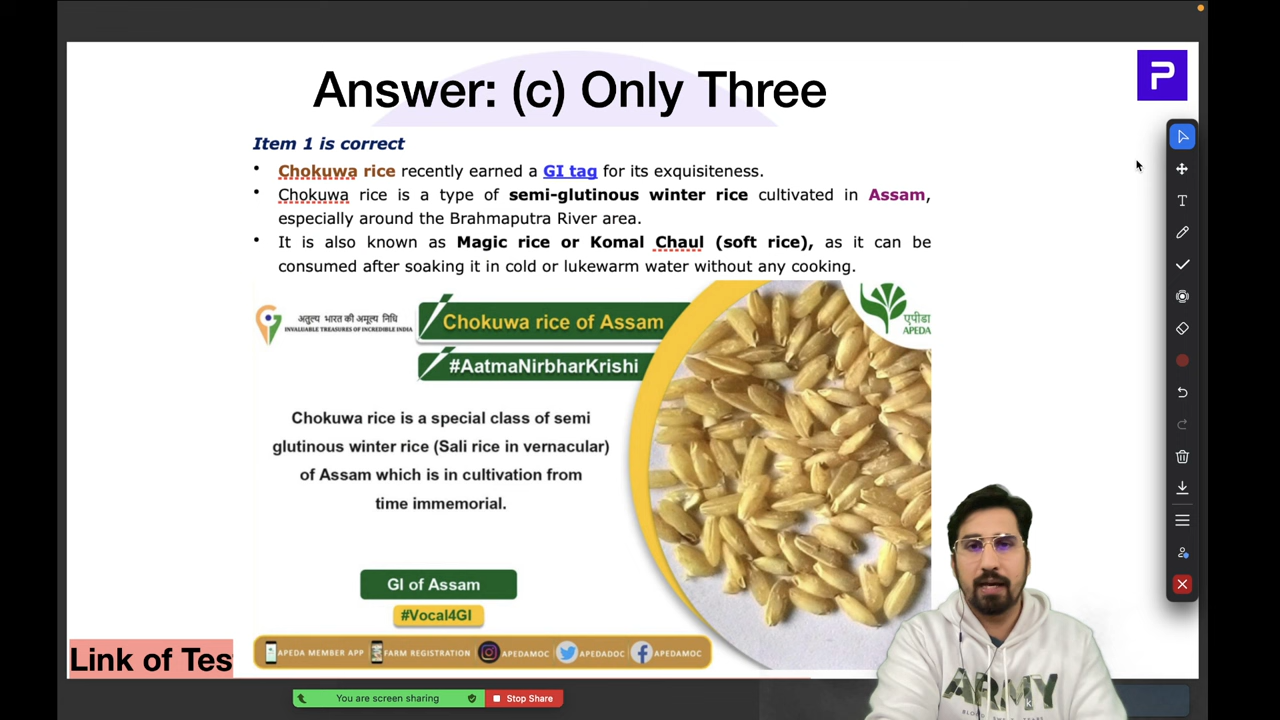 Answer: (c) Only Three
P
Item 1 is correct
• Chokuwa rice recently earned a GI tag for its exquisiteness.
• Chokuwa rice is a type of semi-glutinous winter rice cultivated in Assam,
especially around the Brahmaputra River area.
• It is also known as Magic rice or Komal Chaul (soft rice), as it can be
consumed after soaking it in cold or lukewarm water without any cooking.
अतुल्य भारत की अमूल्य निधि
INVALUABLE TREASURES OF INCREDIBLE INDIA
Chokuwa rice of Assam
एपीडा
APEDA
#AatmaNirbharKrishi
Chokuwa rice is a special class of semi
glutinous winter rice (Sali rice in vernacular)
of Assam which is in cultivation from
time immemorial.
GI of Assam
#Vocal4GI
APEDA MEMBER APP FARM REGISTRATION APEDAMOC APEDADOC APEDAMOC
Link of Tes
ARMY
You are screen sharing Stop Share